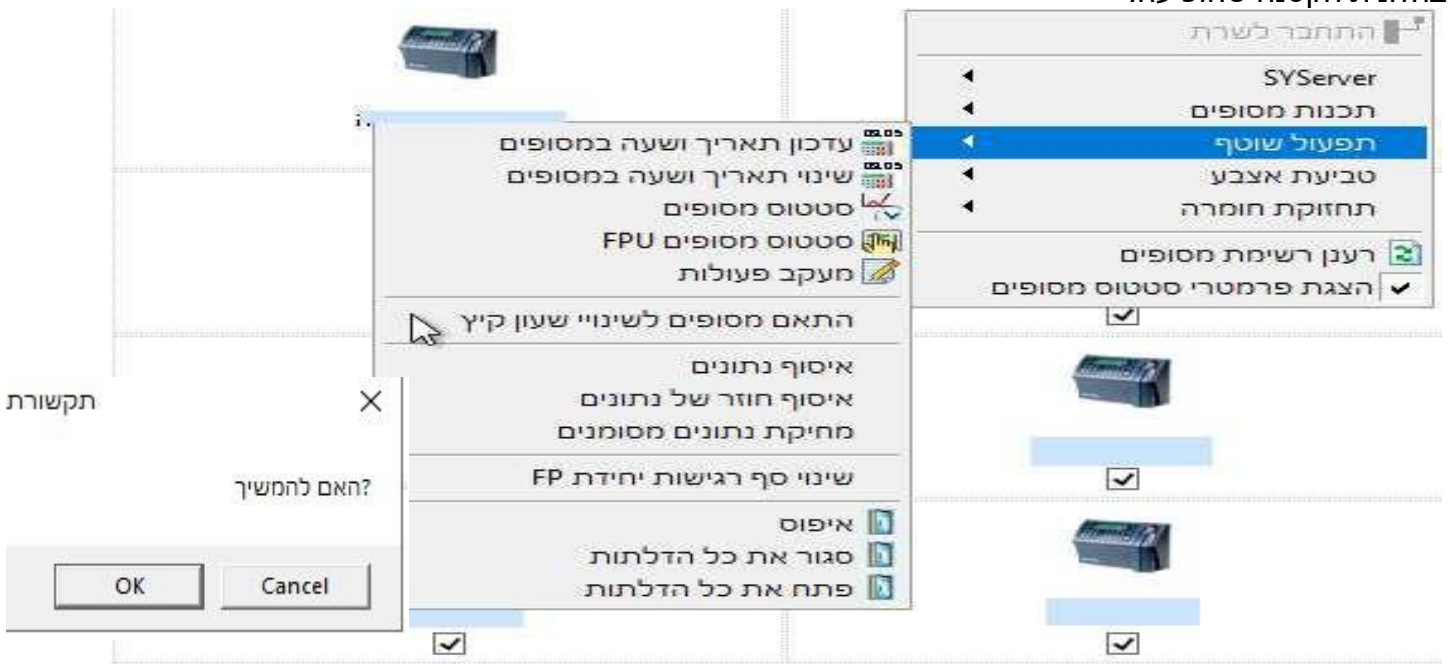 התחבר לשרת
SYServer
תכנות מסופים
תפעול שוטף
טביעת אצבע
תחזוקת חומרה
רענן רשימת מסופים
הצגת פרמטרי סטטוס מסופים
עדכון תאריך ושעה במסופים
שינוי תאריך ושעה במסופים
סטטוס מסופים
סטטוס מסופים FPU
מעקב פעולות
התאם מסופים לשינויי שעון קיץ
איסוף נתונים
איסוף חוזר של נתונים
מחיקת נתונים מסומנים
שינוי סף רגישות יחידת FP
איפוס
סגור את כל הדלתות
פתח את כל הדלתות
תקשורת
?האם להמשיך
OK
Cancel